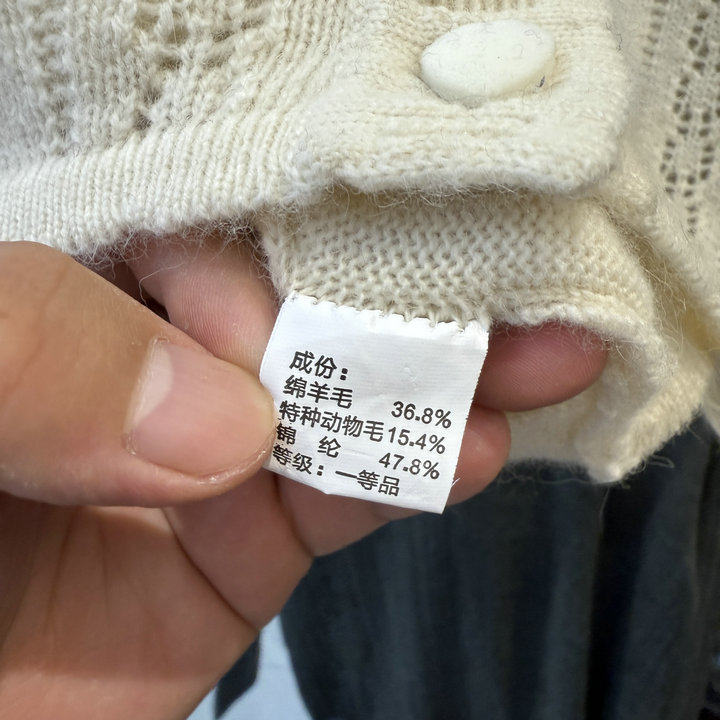 成份：
绵羊毛 36.8%
特种动物毛 15.4%
锦 纶 47.8%
等级：一等品